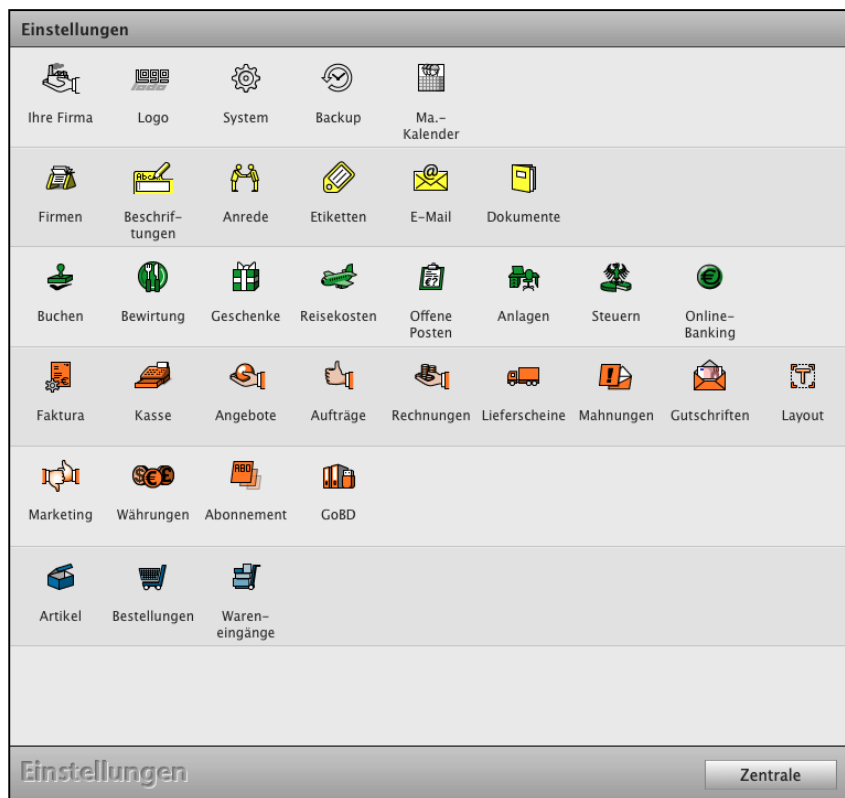 Einstellungen
Ihre Firma Logo System Backup Ma.-
Kalender
Firmen Beschrif- Anrede Etiketten E-Mail Dokumente
tungen
Buchen Bewirtung Geschenke Reisekosten Offene Anlagen Steuern Online-
Posten Banking
Faktura Kasse Angebote Aufträge Rechnungen Lieferscheine Mahnungen Gutschriften Layout
Marketing Währungen Abonnement GoBD
Artikel Bestellungen Waren-
eingänge
Einstellungen Zentrale